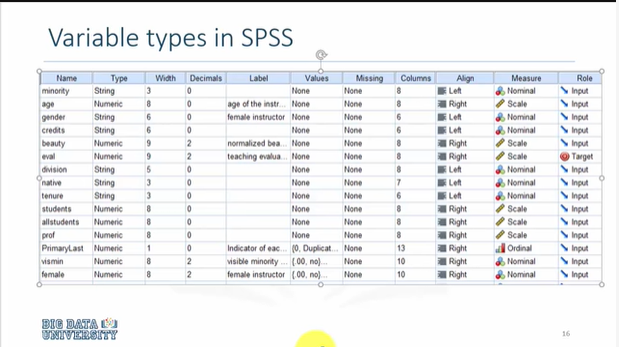 Variable types in SPSS
Name Type Width Decimals Label Values Missing Columns Align Measure Role
minority String 3 0 None None 8 Left Nominal Input
age Numeric 8 0 age of the instr... None None 8 Right Scale Input
gender String 6 0 female instructor None None 6 Left Nominal Input
credits String 6 0 None None 6 Left Nominal Input
beauty Numeric 9 2 normalized bea... None None 8 Right Scale Input
eval Numeric 9 2 teaching evalua... None None 8 Right Scale Target
division String 5 0 None None 8 Left Nominal Input
native String 3 0 None None 7 Left Nominal Input
tenure String 3 0 None None 6 Left Nominal Input
students Numeric 8 0 None None 8 Right Scale Input
allstudents Numeric 8 0 None None 8 Right Scale Input
prof Numeric 8 0 None None 8 Right Scale Input
PrimaryLast Numeric 1 0 Indicator of eac... {0, Duplicat... None 13 Right Ordinal Input
vismin Numeric 8 2 visible minority ... {.00, no}... None 10 Right Nominal Input
female Numeric 8 2 female instructor {.00, no}... None 10 Right Nominal Input
BIG DATA
UNIVERSITY
16